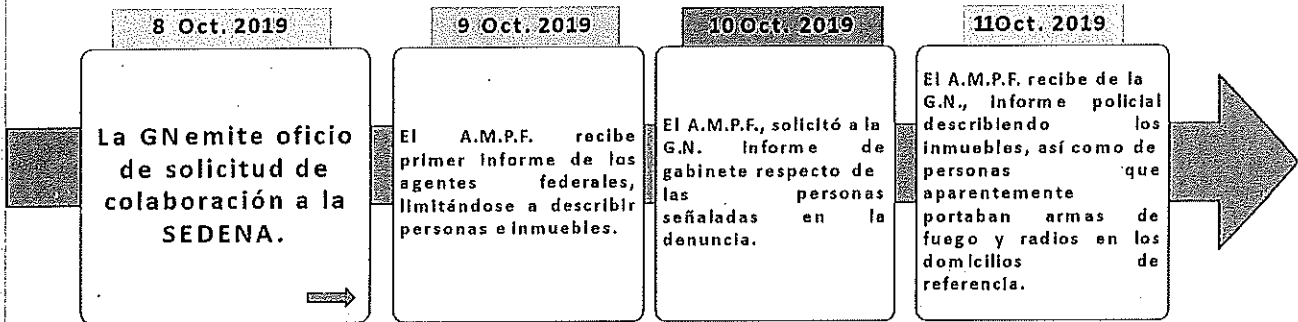 8 Oct. 2019
La GN emite oficio
de solicitud de
colaboración a la
SEDENA.
9 Oct. 2019
El A.M.P.F. recibe
primer informe de los
agentes federales,
limitándose a describir
personas e inmuebles.
10 Oct. 2019
El A.M.P.F., solicitó a la
G.N. Informe de
gabinete respecto de
las personas
señaladas en la
denuncia.
11Oct. 2019
El A.M.P.F. recibe de la
G.N., Informe policial
describiendo los
inmuebles, así como de
personas que
aparentemente
portaban armas de
fuego y radios en los
domicilios de
referencia.